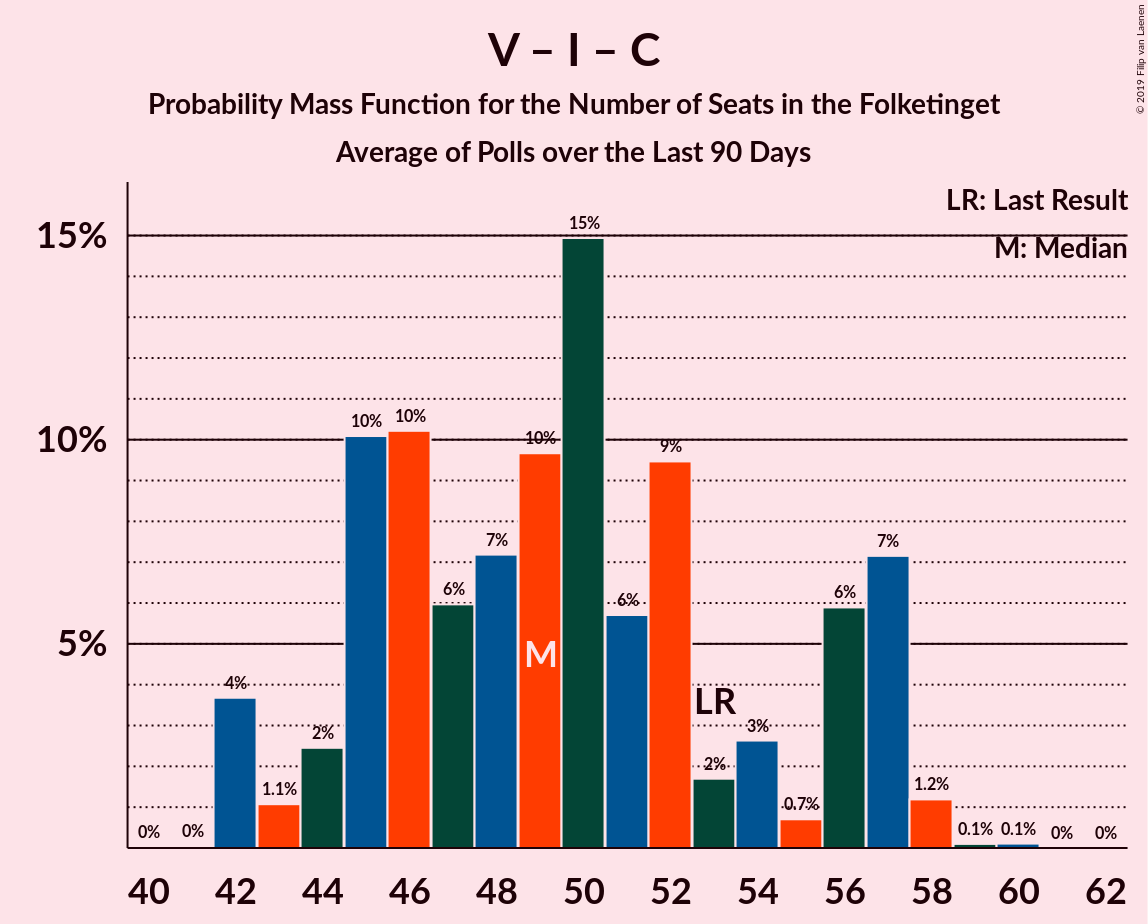 V – I – C
Probability Mass Function for the Number of Seats in the Folketinget
Average of Polls over the Last 90 Days
© 2019 Filip van Laenen
LR: Last Result
M: Median
15%
10%
5%
0%
0%
4%
1.1%
2%
10%
10%
6%
7%
10%
15%
6%
9%
2%
3%
0.7%
6%
7%
1.2%
0.1%
0.1%
0%
0%
M
LR
40 42 44 46 48 50 52 54 56 58 60 62